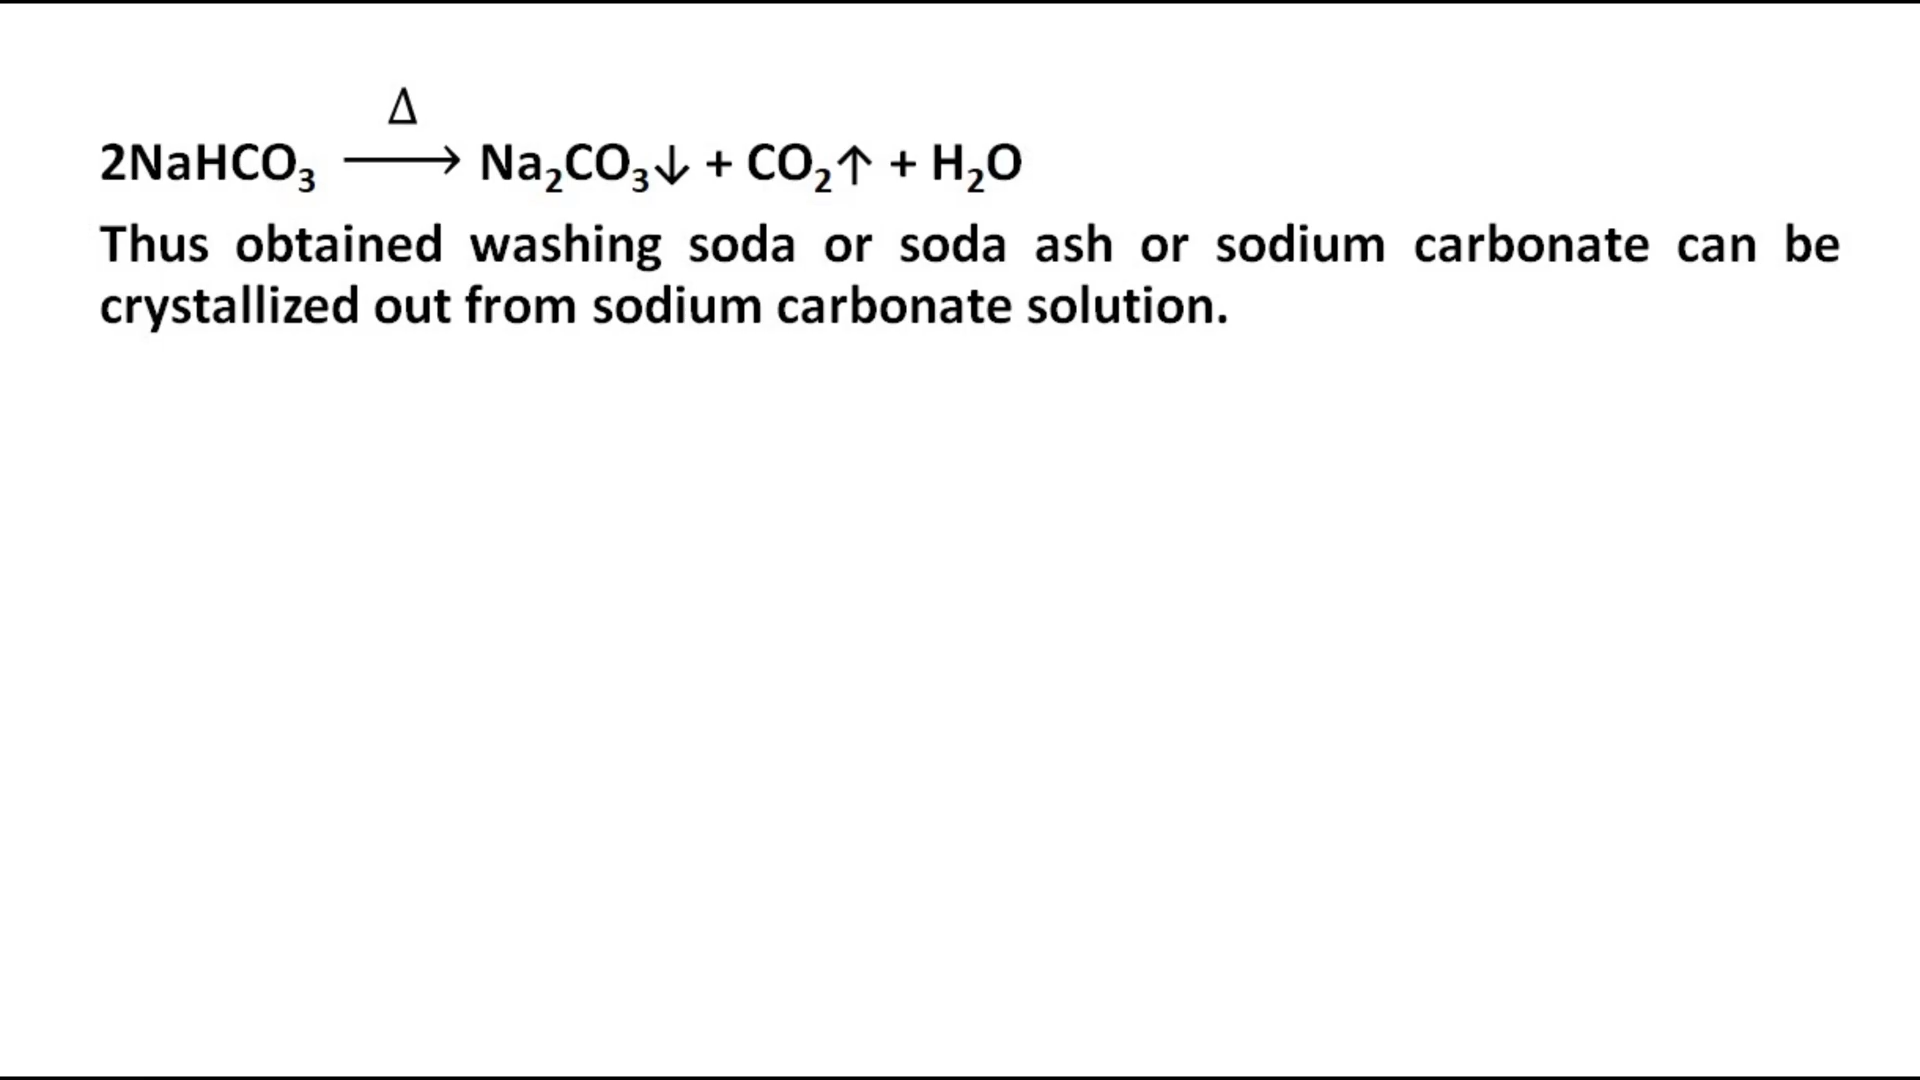 Δ
2NaHCO₃ ⟶ Na₂CO₃↓ + CO₂↑ + H₂O
Thus obtained washing soda or soda ash or sodium carbonate can be
crystallized out from sodium carbonate solution.